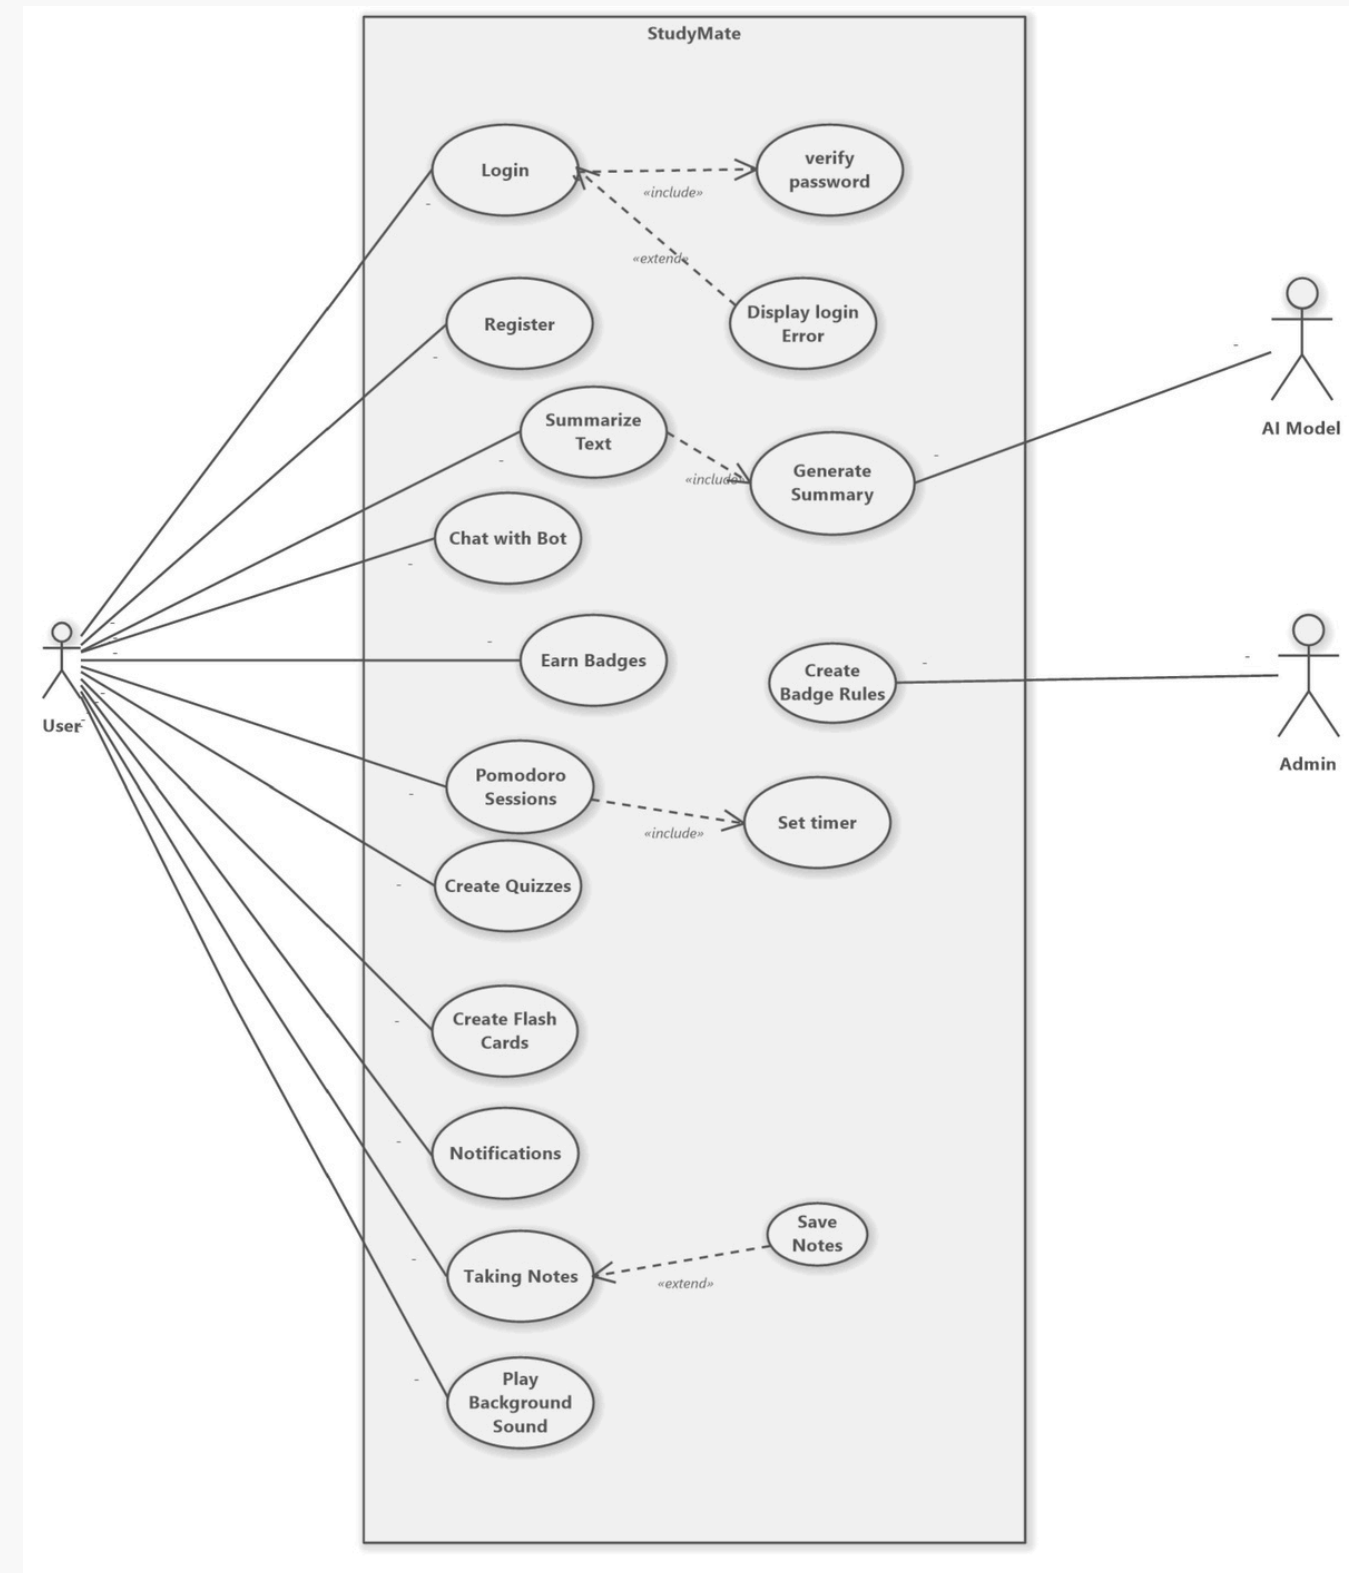 StudyMate
Login
verify
password
«include»
«extend»
Register
Display login
Error
Summarize
Text
«include»
Generate
Summary
AI Model
Chat with Bot
Earn Badges
Create
Badge Rules
User
Admin
Pomodoro
Sessions
«include»
Set timer
Create Quizzes
Create Flash
Cards
Notifications
Save
Notes
Taking Notes
«extend»
Play
Background
Sound